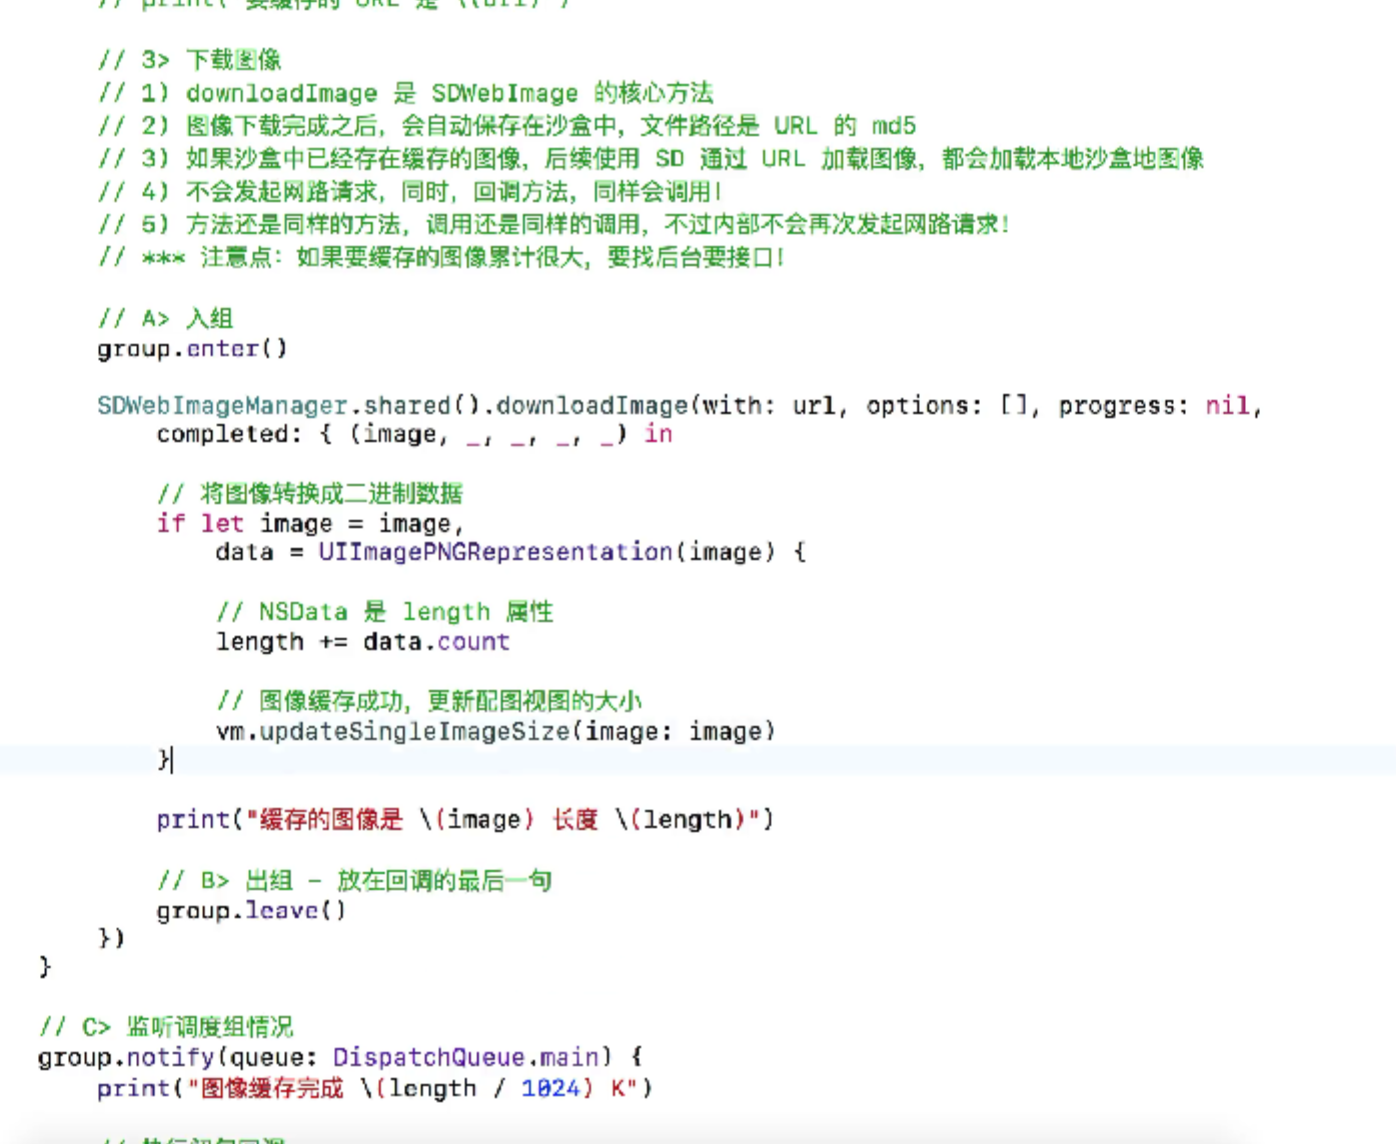 // print("要缓存的 URL 是 \(url)")
// 3> 下载图像
// 1) downloadImage 是 SDWebImage 的核心方法
// 2) 图像下载完成之后，会自动保存在沙盒中，文件路径是 URL 的 md5
// 3) 如果沙盒中已经存在缓存的图像，后续使用 SD 通过 URL 加载图像，都会加载本地沙盒地图像
// 4) 不会发起网路请求，同时，回调方法，同样会调用！
// 5) 方法还是同样的方法，调用还是同样的调用，不过内部不会再次发起网路请求！
// *** 注意点：如果要缓存的图像累计很大，要找后台要接口！
// A> 入组
group.enter()
SDWebImageManager.shared().downloadImage(with: url, options: [], progress: nil,
completed: { (image, _, _, _, _) in
// 将图像转换成二进制数据
if let image = image,
data = UIImagePNGRepresentation(image) {
// NSData 是 length 属性
length += data.count
// 图像缓存成功，更新配图视图的大小
vm.updateSingleImageSize(image: image)
}
print("缓存的图像是 \(image) 长度 \(length)")
// B> 出组 - 放在回调的最后一句
group.leave()
})
}
// C> 监听调度组情况
group.notify(queue: DispatchQueue.main) {
print("图像缓存完成 \(length / 1024) K")